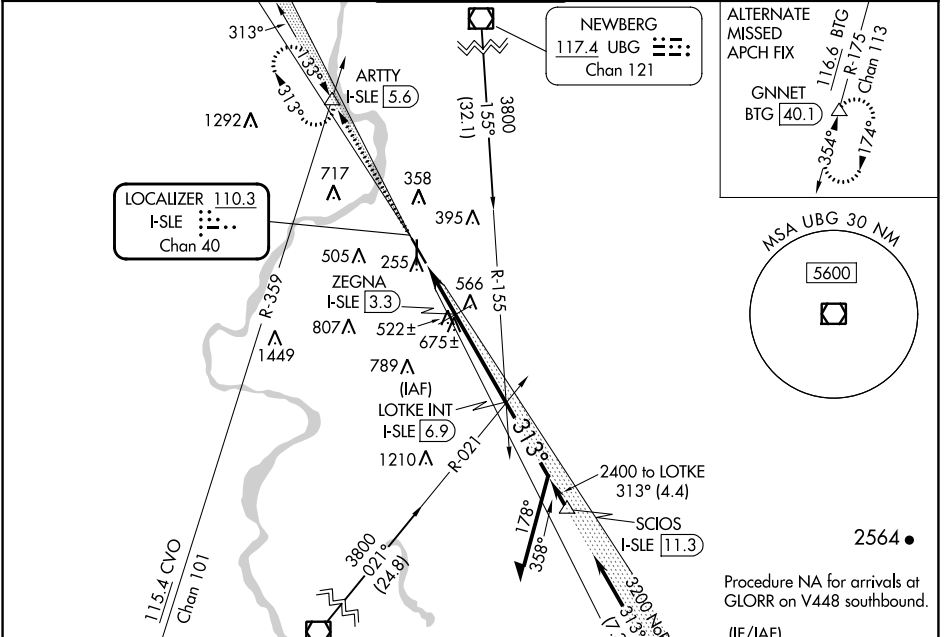 313°
133°
313°
ARTTY
I-SLE 5.6
1292
NEWBERG
117.4 UBG
Chan 121
3800
155°
(32.1)
ALTERNATE
MISSED
APCH FIX
116.6 BTG
R-175
Chan 113
GNNET
BTG 40.1
354°
174°
717
358
395
LOCALIZER 110.3
I-SLE
Chan 40
MSA UBG 30 NM
5600
505
255
R-359
R-155
ZEGNA
I-SLE 3.3
566
807
522±
675±
1449
789
(IAF)
LOTKE INT
I-SLE 6.9
1210
R-021
313°
2400 to LOTKE
313° (4.4)
178°
358°
SCIOS
I-SLE 11.3
2564
115.4 CVO
Chan 101
3800
021°
(24.8)
3200
313°
Procedure NA for arrivals at
GLORR on V448 southbound.
(IF/IAF)